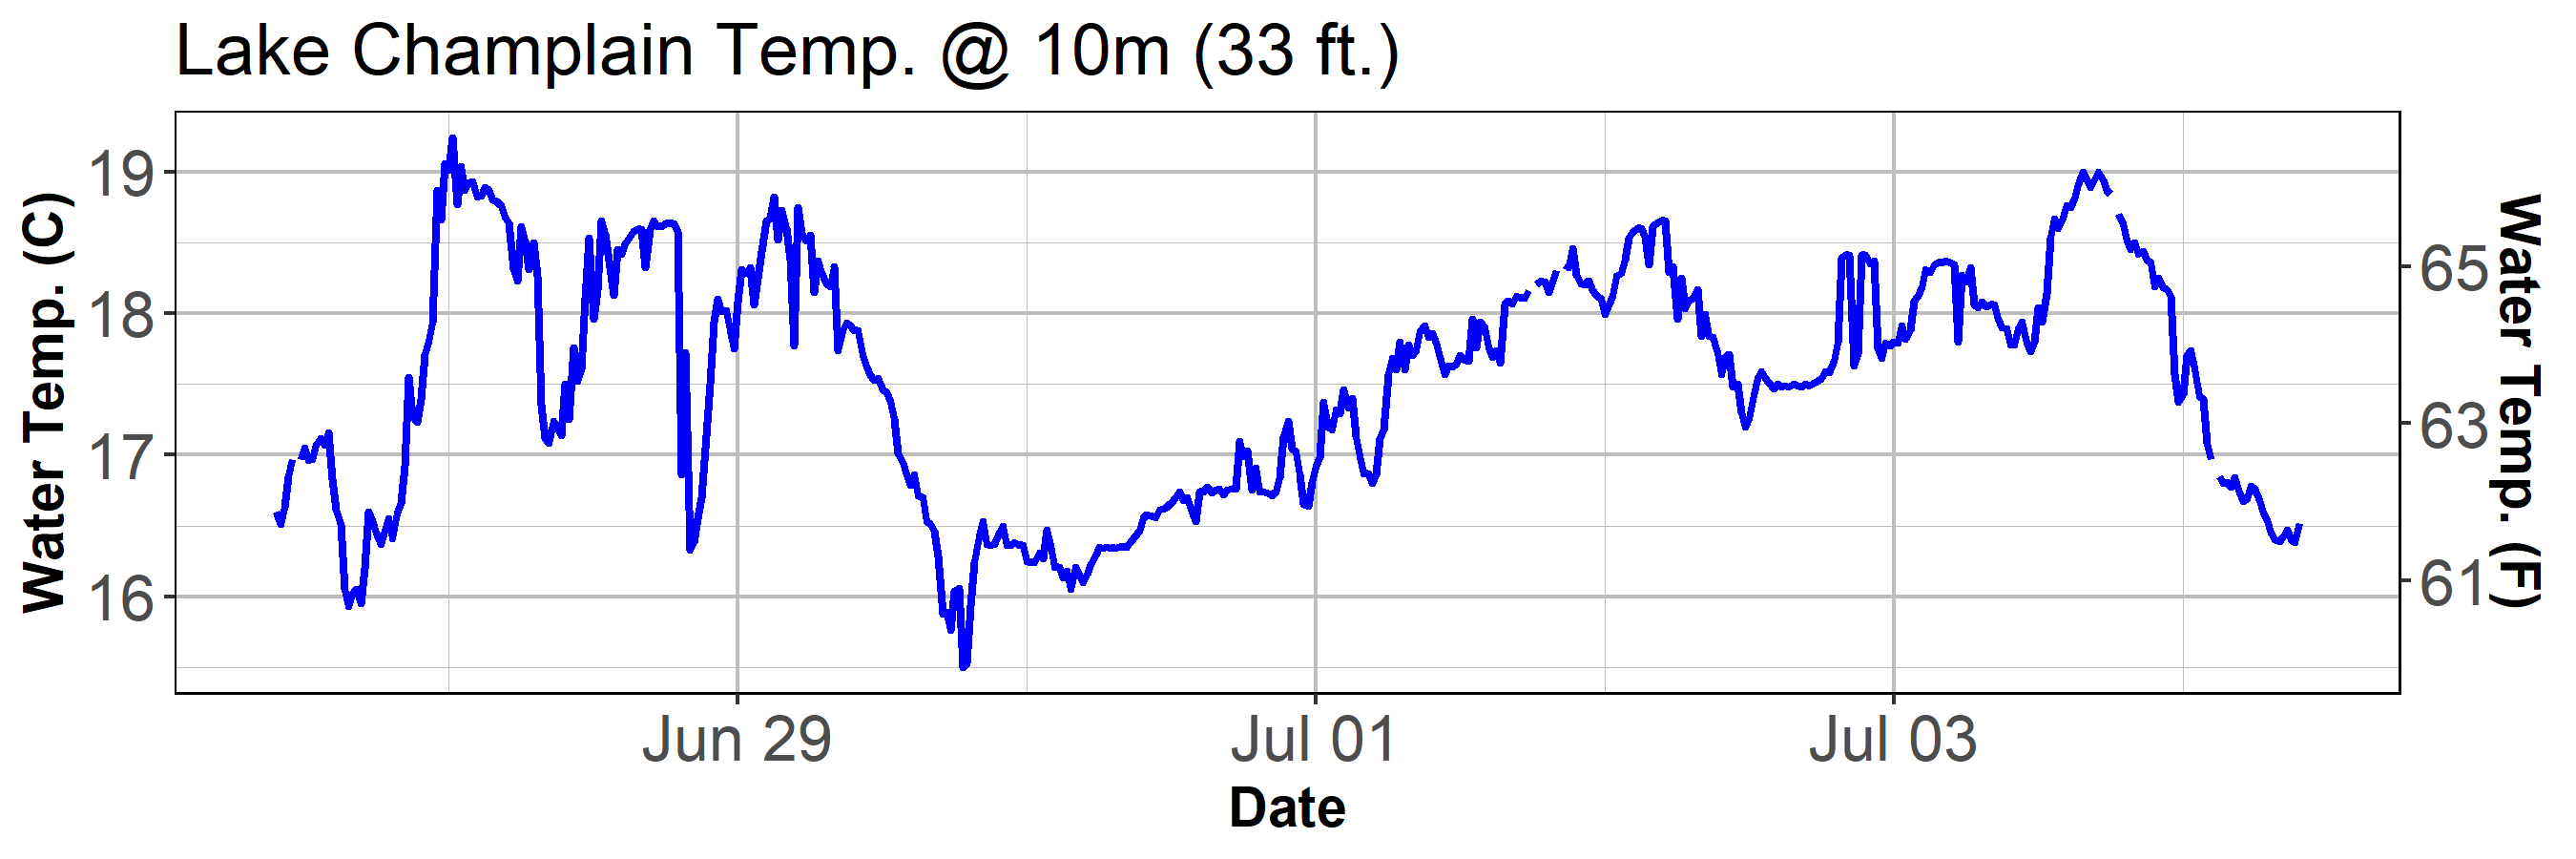 Lake Champlain Temp. @ 10m (33 ft.)
Water Temp. (C)
19
18
17
16
65
63
61
Water Temp. (F)
Jun 29
Jul 01
Jul 03
Date